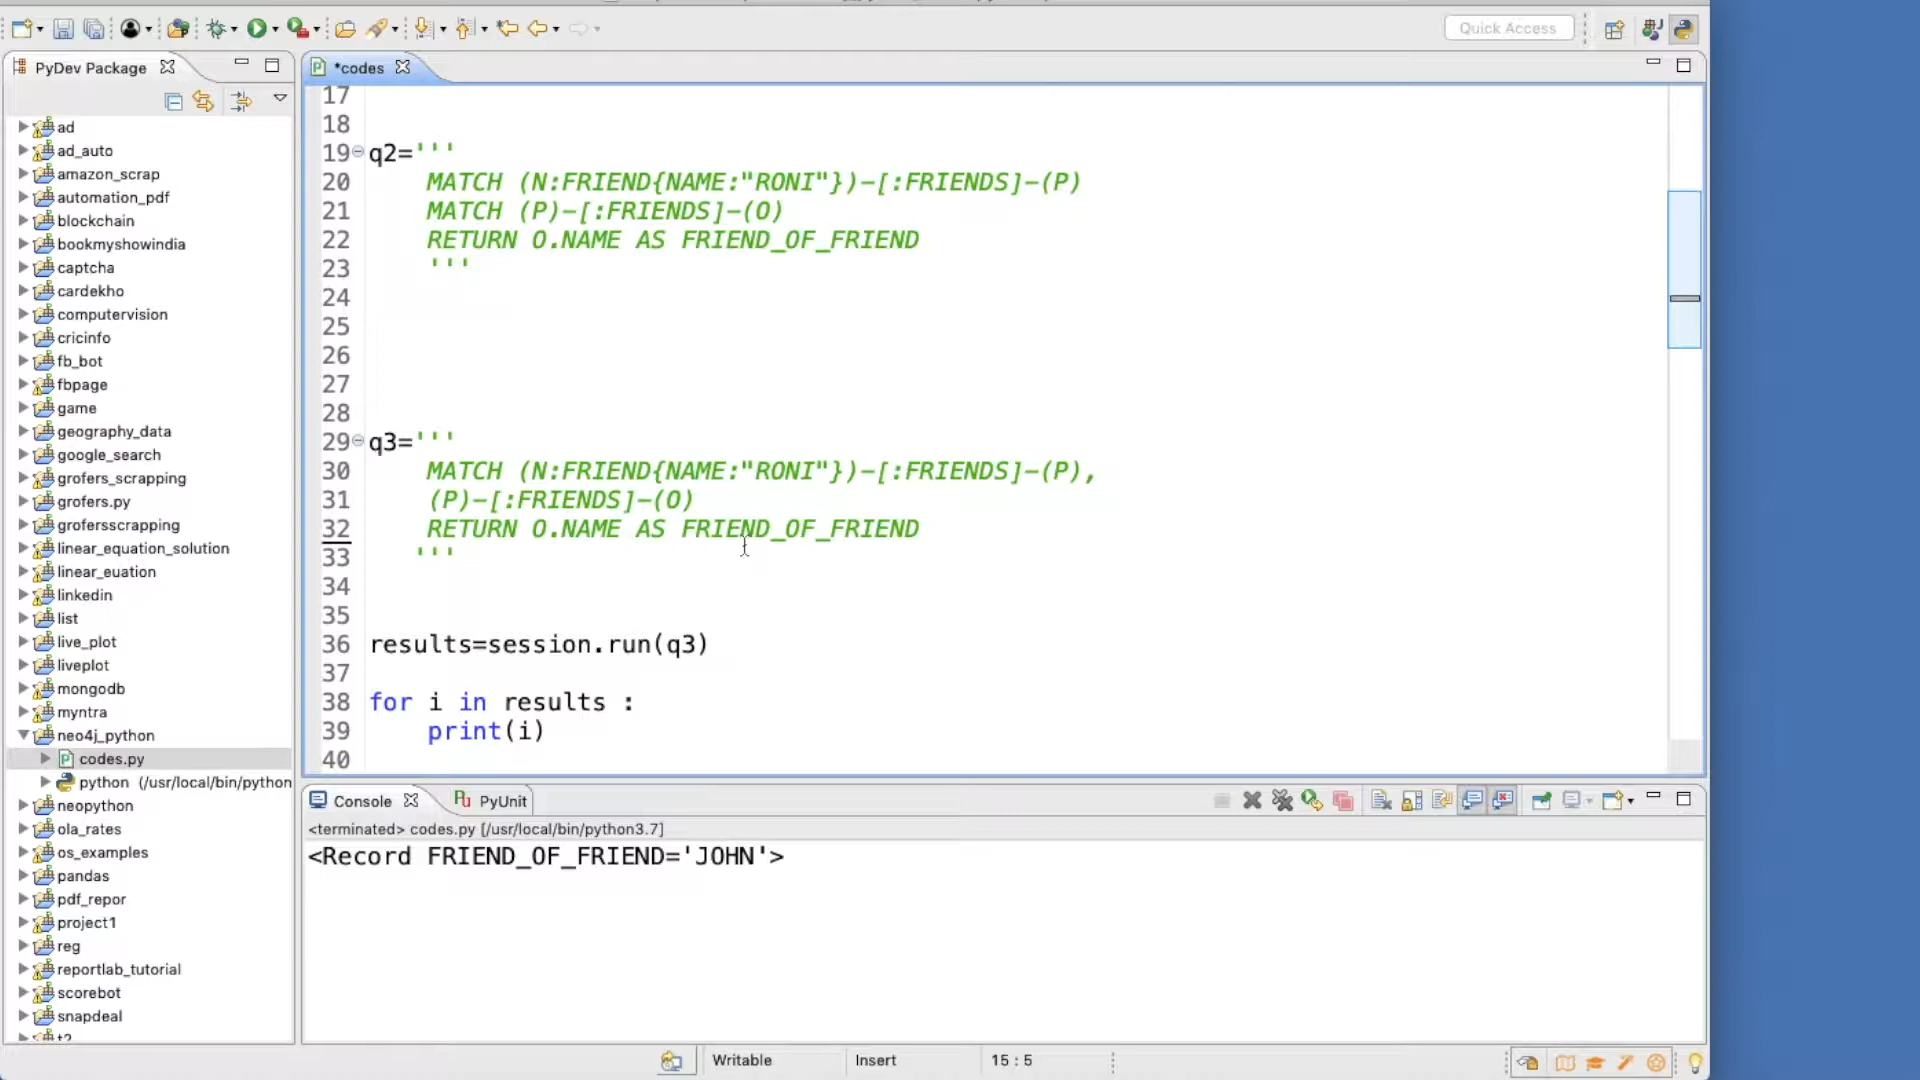 Quick Access
PyDev Package
*codes
ad
ad_auto
amazon_scrap
automation_pdf
blockchain
bookmyshowindia
captcha
cardekho
computervision
cricinfo
fb_bot
fbpage
game
geography_data
google_search
grofers_scrapping
grofers.py
grofersscrapping
linear_equation_solution
linear_euation
linkedin
list
live_plot
liveplot
mongodb
myntra
neo4j_python
codes.py
python (/usr/local/bin/python
neopython
ola_rates
os_examples
pandas
pdf_repor
project1
reg
reportlab_tutorial
scorebot
snapdeal
17
18
19 q2='''
20 MATCH (N:FRIEND{NAME:"RONI"})-[:FRIENDS]-(P)
21 MATCH (P)-[:FRIENDS]-(O)
22 RETURN O.NAME AS FRIEND_OF_FRIEND
23 '''
24
25
26
27
28
29 q3='''
30 MATCH (N:FRIEND{NAME:"RONI"})-[:FRIENDS]-(P),
31 (P)-[:FRIENDS]-(O)
32 RETURN O.NAME AS FRIEND_OF_FRIEND
33 '''
34
35
36 results=session.run(q3)
37
38 for i in results :
39 print(i)
40
Console
PyUnit
<terminated> codes.py [/usr/local/bin/python3.7]
<Record FRIEND_OF_FRIEND='JOHN'>
Writable
Insert
15 : 5